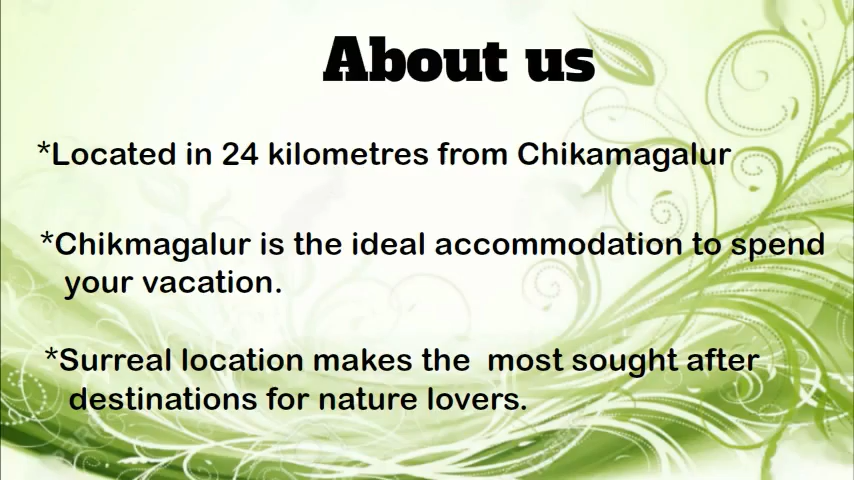 About us
*Located in 24 kilometres from Chikamagalur
*Chikmagalur is the ideal accommodation to spend
your vacation.
*Surreal location makes the  most sought after
destinations for nature lovers.